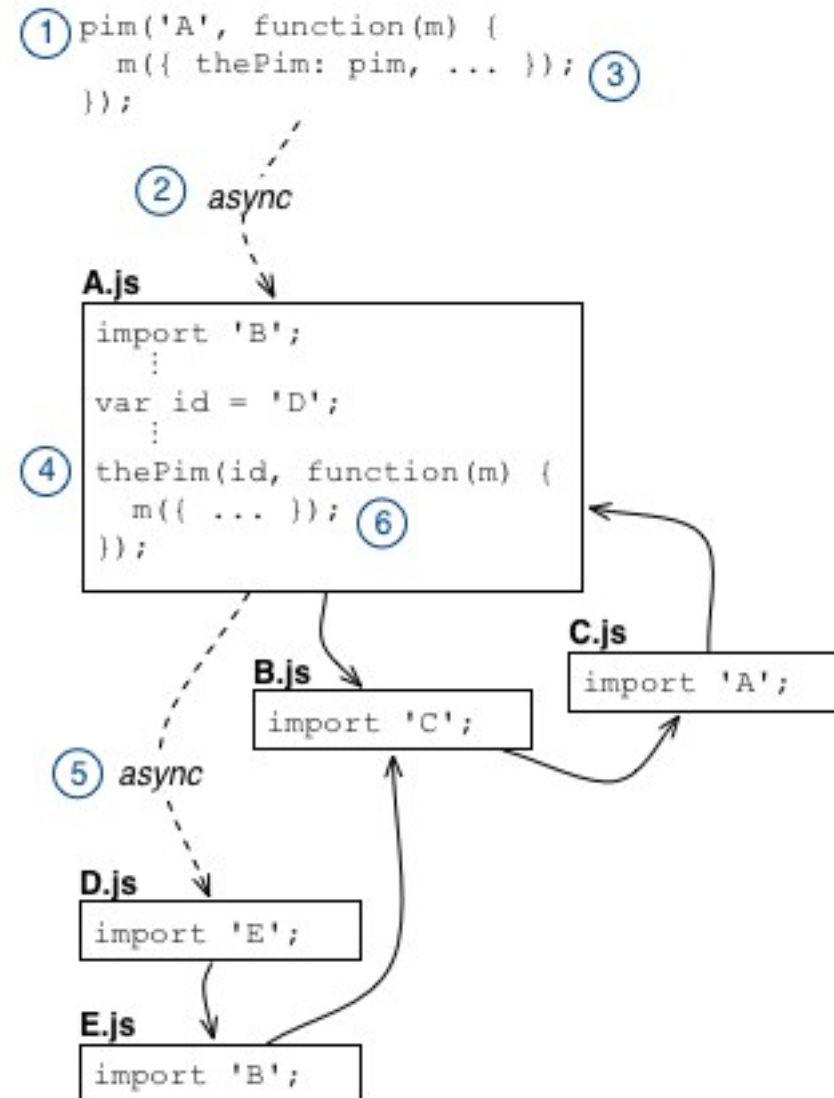 1 pim('A', function(m) {
m({ thePim: pim, ... }); 3
});
2 async
A.js
import 'B';
⋮
var id = 'D';
⋮
4 thePim(id, function(m) {
m({ ... }); 6
});
C.js
import 'A';
B.js
import 'C';
5 async
D.js
import 'E';
E.js
import 'B';